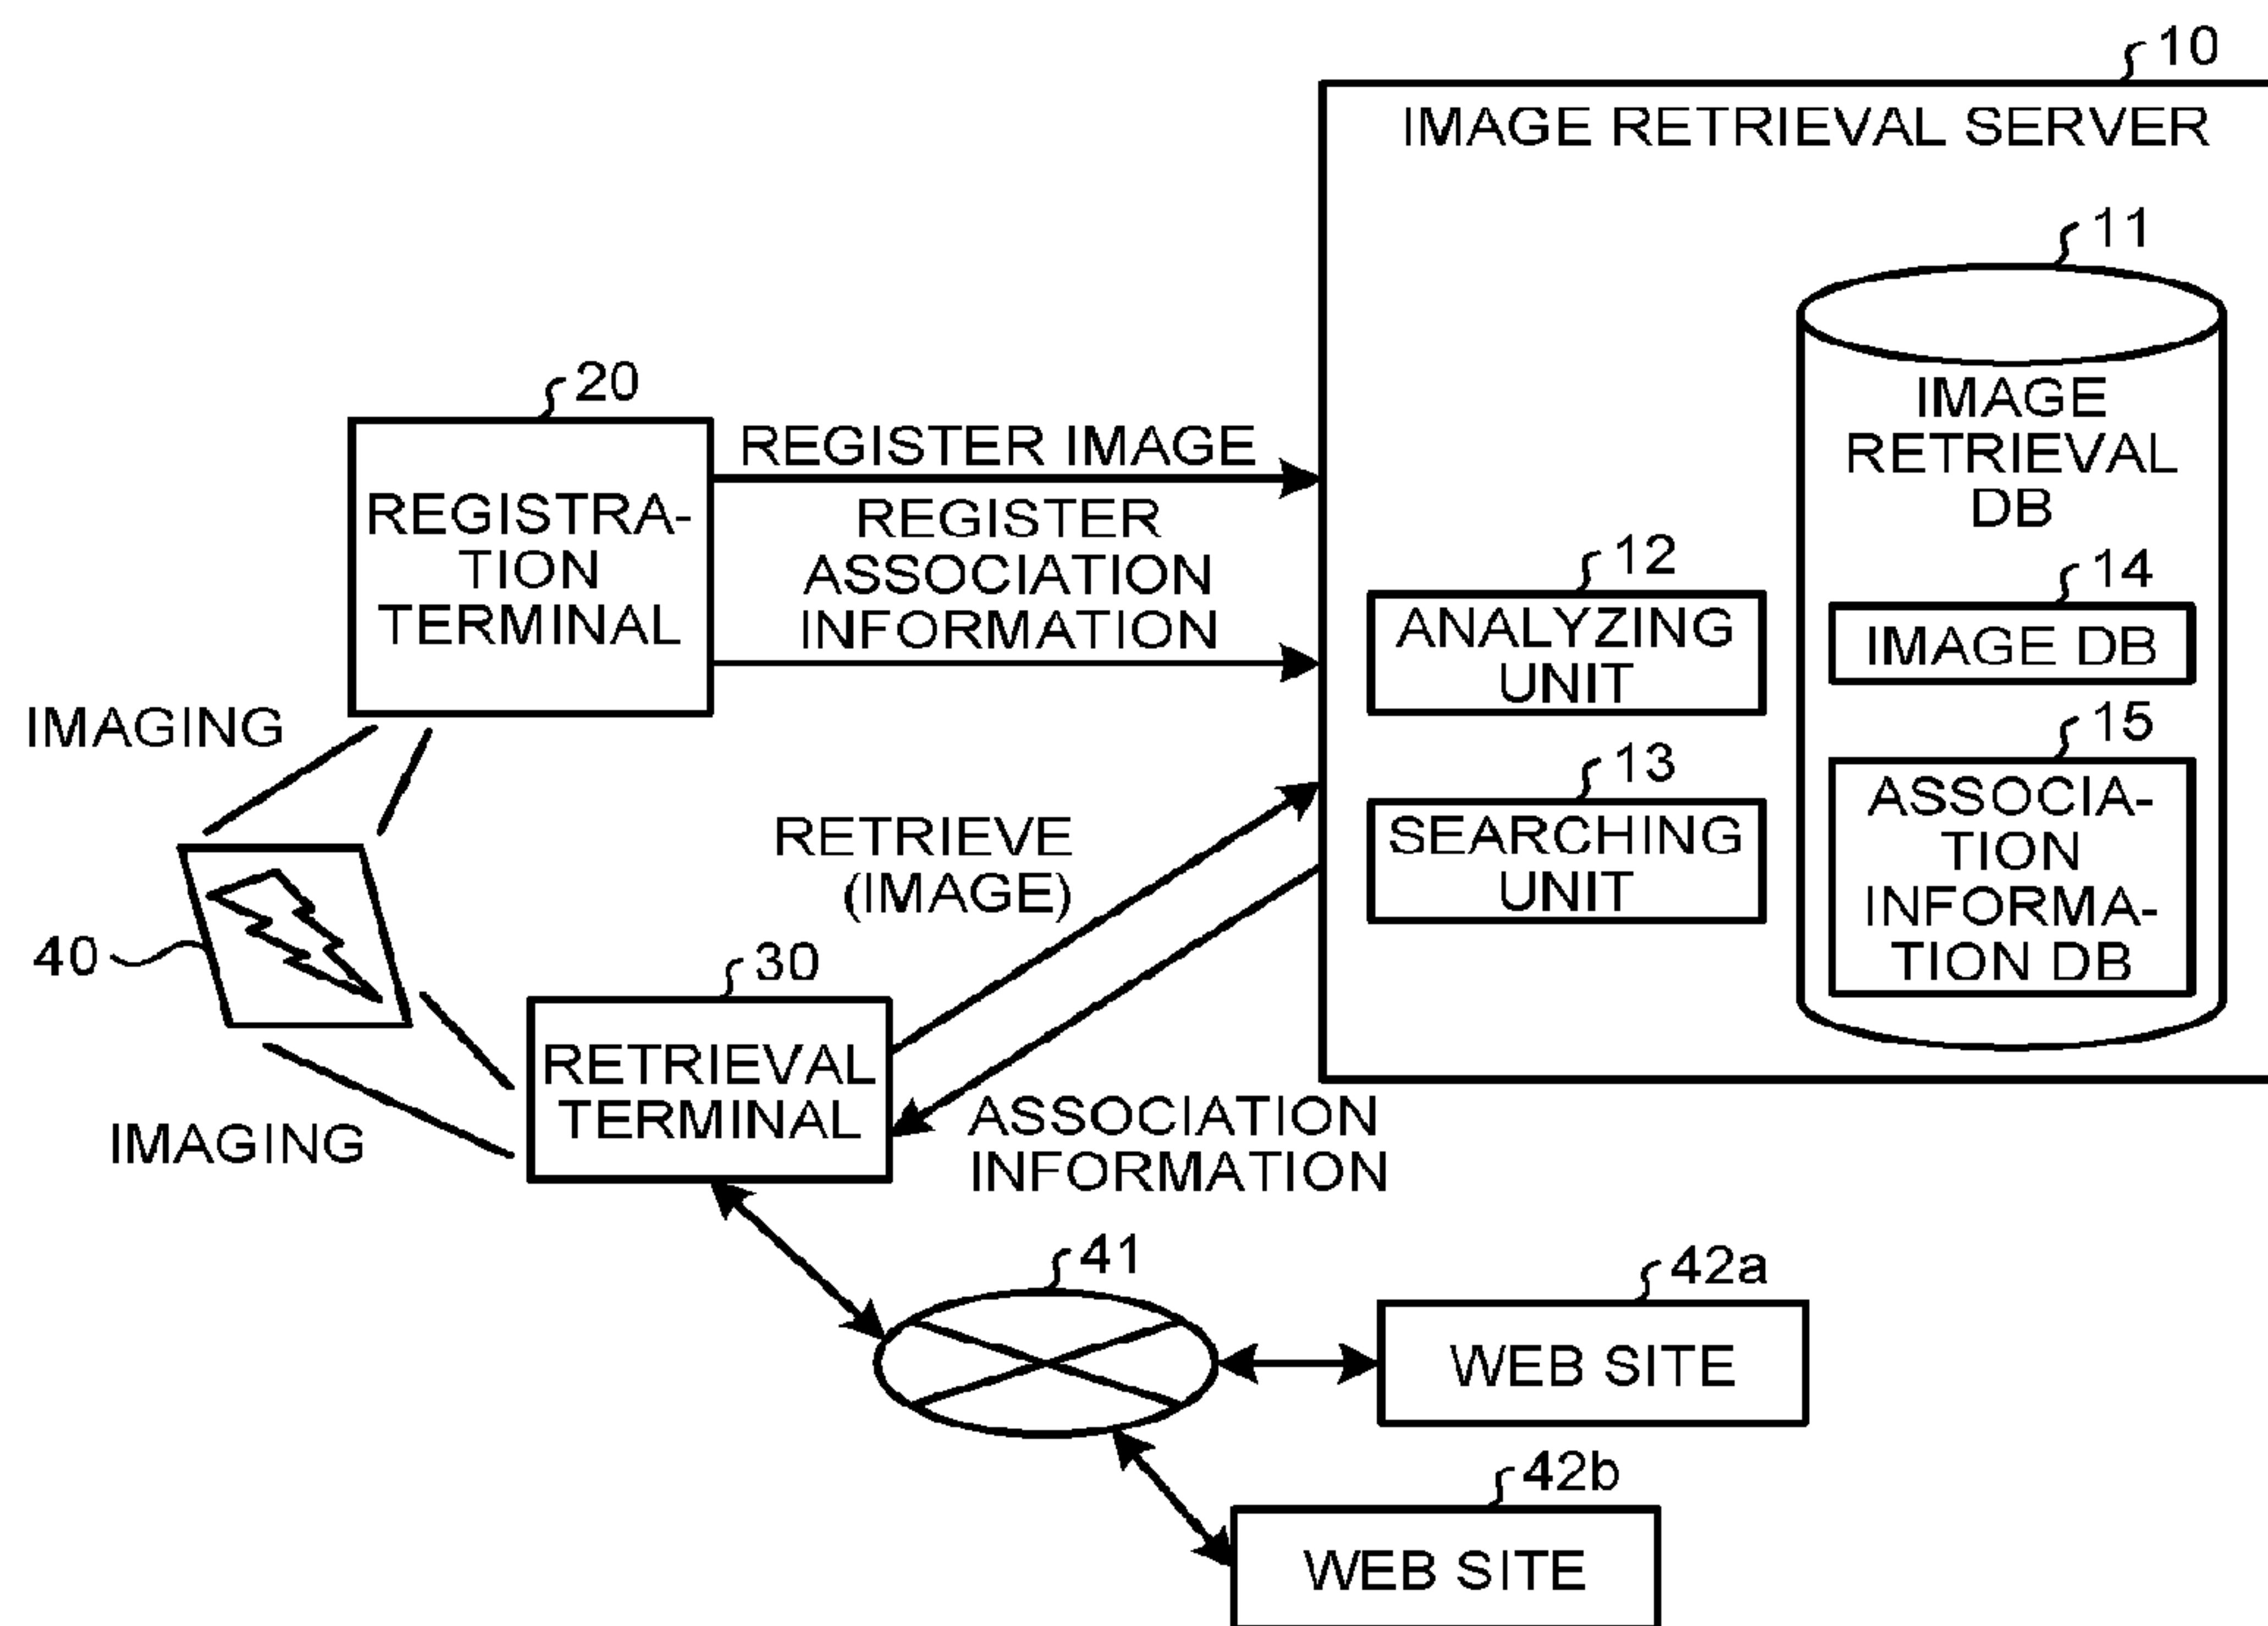 10
IMAGE RETRIEVAL SERVER
11
IMAGE
RETRIEVAL
DB
20
REGISTRA-
TION
TERMINAL
REGISTER IMAGE
REGISTER
ASSOCIATION
INFORMATION
12
ANALYZING
UNIT
14
IMAGE DB
13
SEARCHING
UNIT
15
ASSOCIA-
TION
INFORMA-
TION DB
IMAGING
40
RETRIEVE
(IMAGE)
30
RETRIEVAL
TERMINAL
IMAGING
ASSOCIATION
INFORMATION
41
42a
WEB SITE
42b
WEB SITE